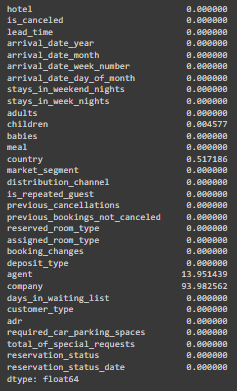 hotel 0.000000
is_canceled 0.000000
lead_time 0.000000
arrival_date_year 0.000000
arrival_date_month 0.000000
arrival_date_week_number 0.000000
arrival_date_day_of_month 0.000000
stays_in_weekend_nights 0.000000
stays_in_week_nights 0.000000
adults 0.000000
children 0.004577
babies 0.000000
meal 0.000000
country 0.517186
market_segment 0.000000
distribution_channel 0.000000
is_repeated_guest 0.000000
previous_cancellations 0.000000
previous_bookings_not_canceled 0.000000
reserved_room_type 0.000000
assigned_room_type 0.000000
booking_changes 0.000000
deposit_type 0.000000
agent 13.951439
company 93.982562
days_in_waiting_list 0.000000
customer_type 0.000000
adr 0.000000
required_car_parking_spaces 0.000000
total_of_special_requests 0.000000
reservation_status 0.000000
reservation_status_date 0.000000
dtype: float64